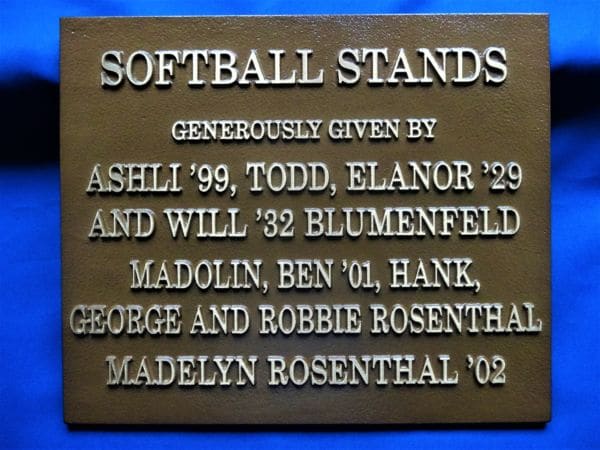 SOFTBALL STANDS
GENEROUSLY GIVEN BY
ASHLI '99, TODD, ELANOR '29
AND WILL '32 BLUMENFELD
MADOLIN, BEN '01, HANK,
GEORGE AND ROBBIE ROSENTHAL
MADELYN ROSENTHAL '02